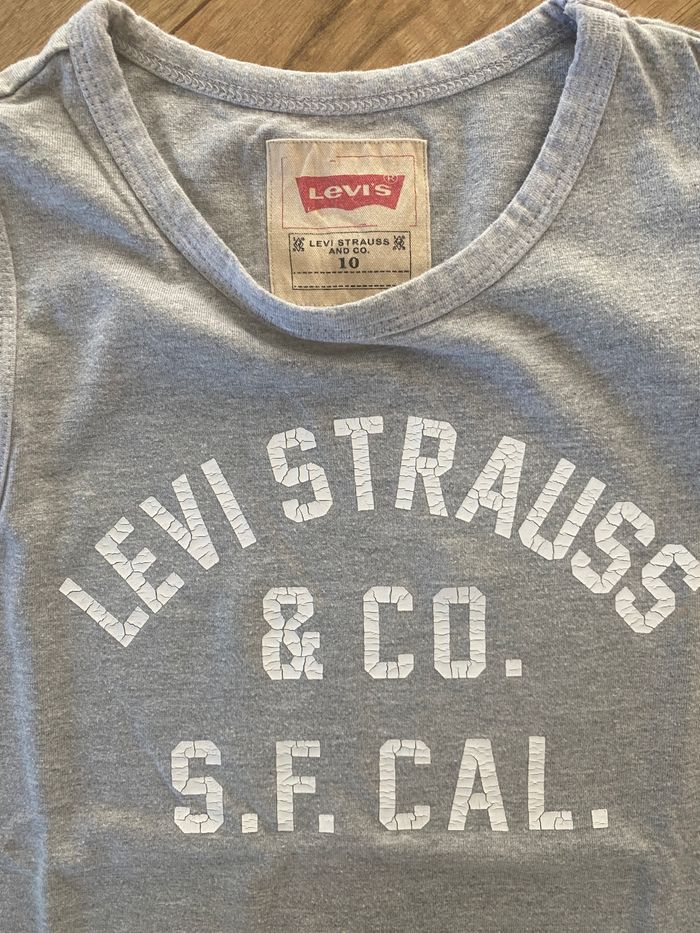 LEVI'S®
LEVI STRAUSS
AND CO.
10
LEVI STRAUSS
& CO.
S.F. CAL.